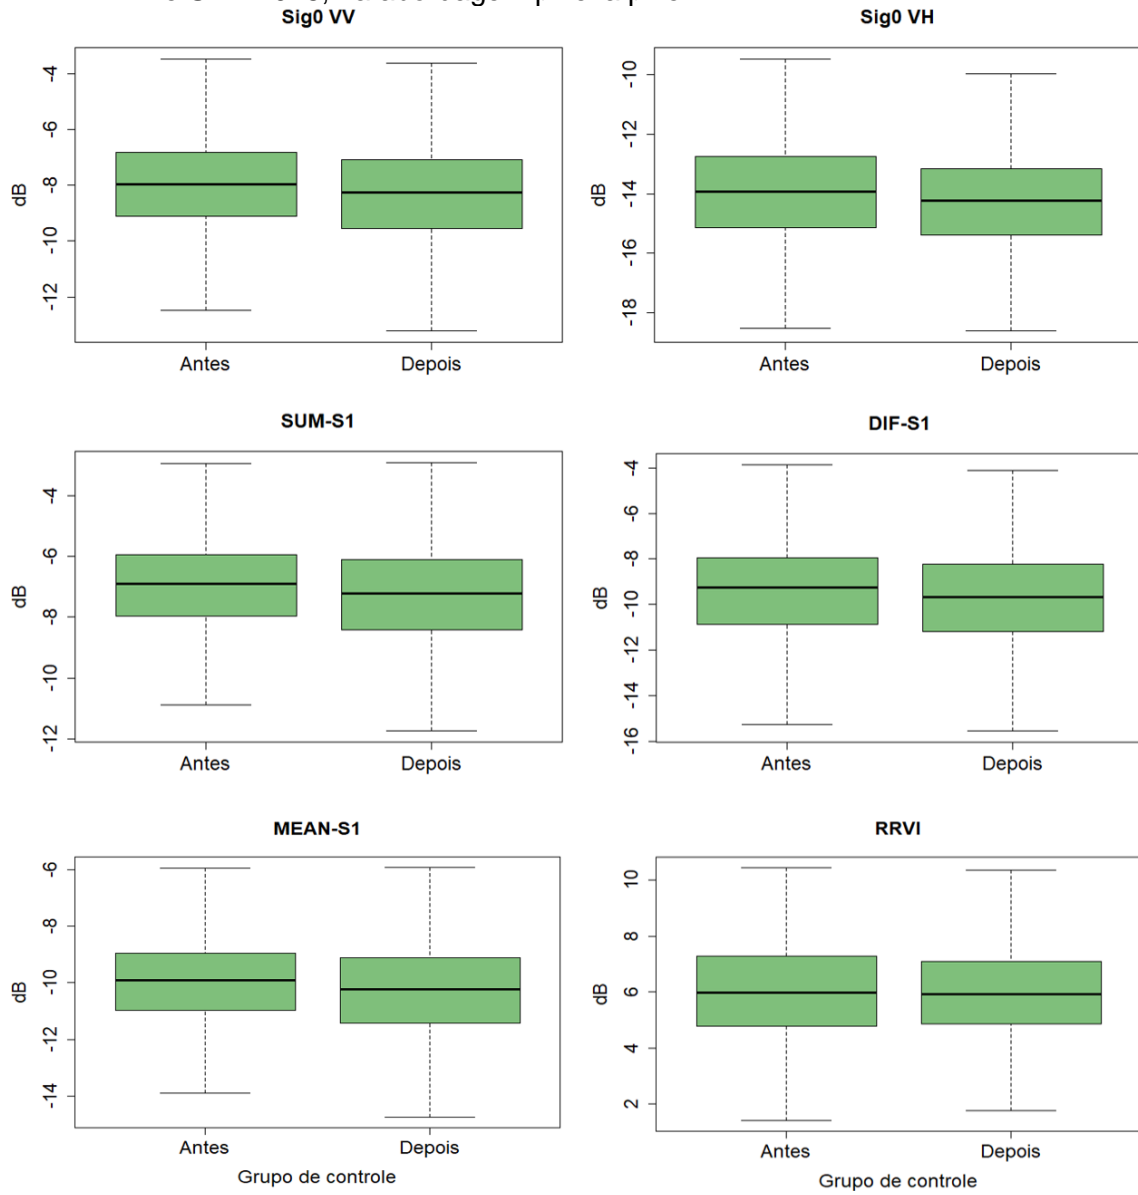 Sig0 VV
Sig0 VH
dB
-4
-6
-8
-10
-12
Antes
Depois
dB
-10
-12
-14
-16
-18
Antes
Depois
SUM-S1
DIF-S1
dB
-4
-6
-8
-10
-12
Antes
Depois
dB
-4
-6
-8
-10
-12
-14
-16
Antes
Depois
MEAN-S1
RRVI
dB
-6
-8
-10
-12
-14
Antes
Depois
Grupo de controle
dB
10
8
6
4
2
Antes
Depois
Grupo de controle